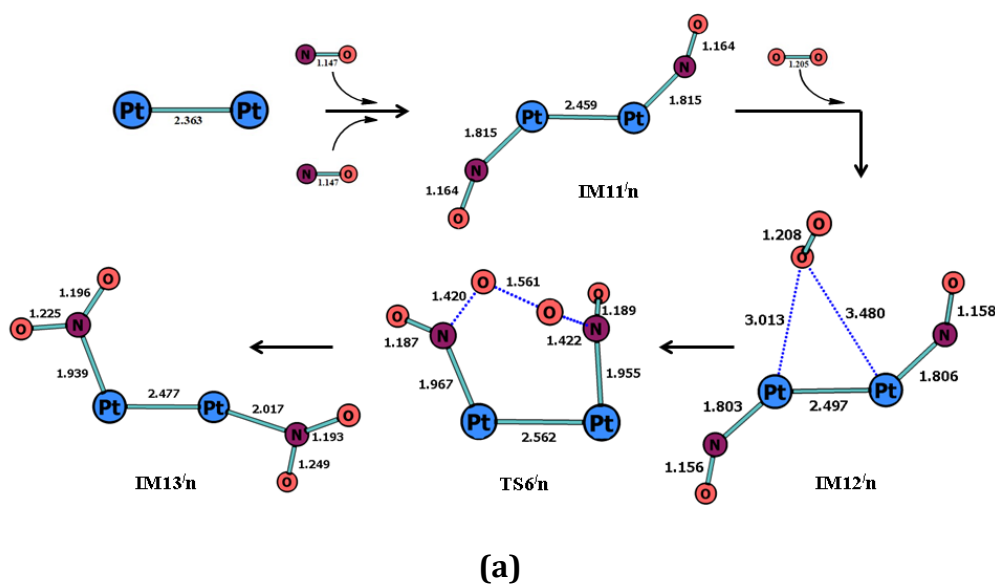 N O
1.147
Pt Pt
2.363
N O
1.147
O
1.164
N
2.459
1.815
Pt Pt
1.815
N
1.164
O
IM11/n
O O
1.205
O
1.208
O
3.013
3.480
O
1.158
N
1.806
Pt Pt
1.803
2.497
N
1.156
O
IM12/n
O
1.561
O
1.420
O
O
1.189
N
N
1.187
1.422
1.967
1.955
Pt Pt
2.562
TS6/n
O
1.196
1.225
O
N
1.939
2.477
Pt Pt
2.017
O
N
1.193
1.249
O
IM13/n
(a)